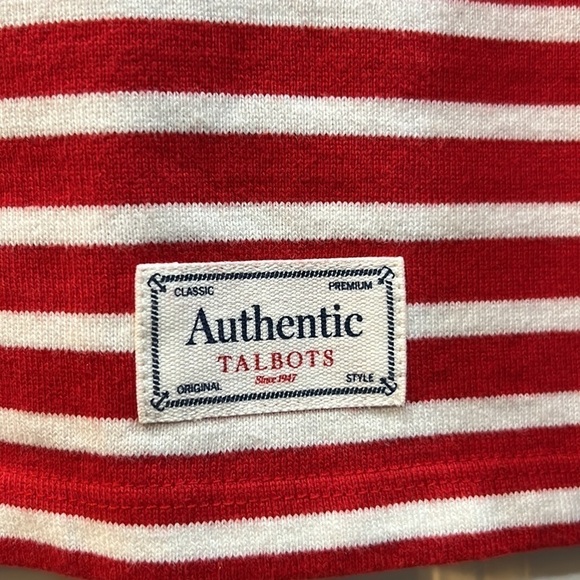 CLASSIC PREMIUM
Authentic
TALBOTS
Since 1947
ORIGINAL STYLE